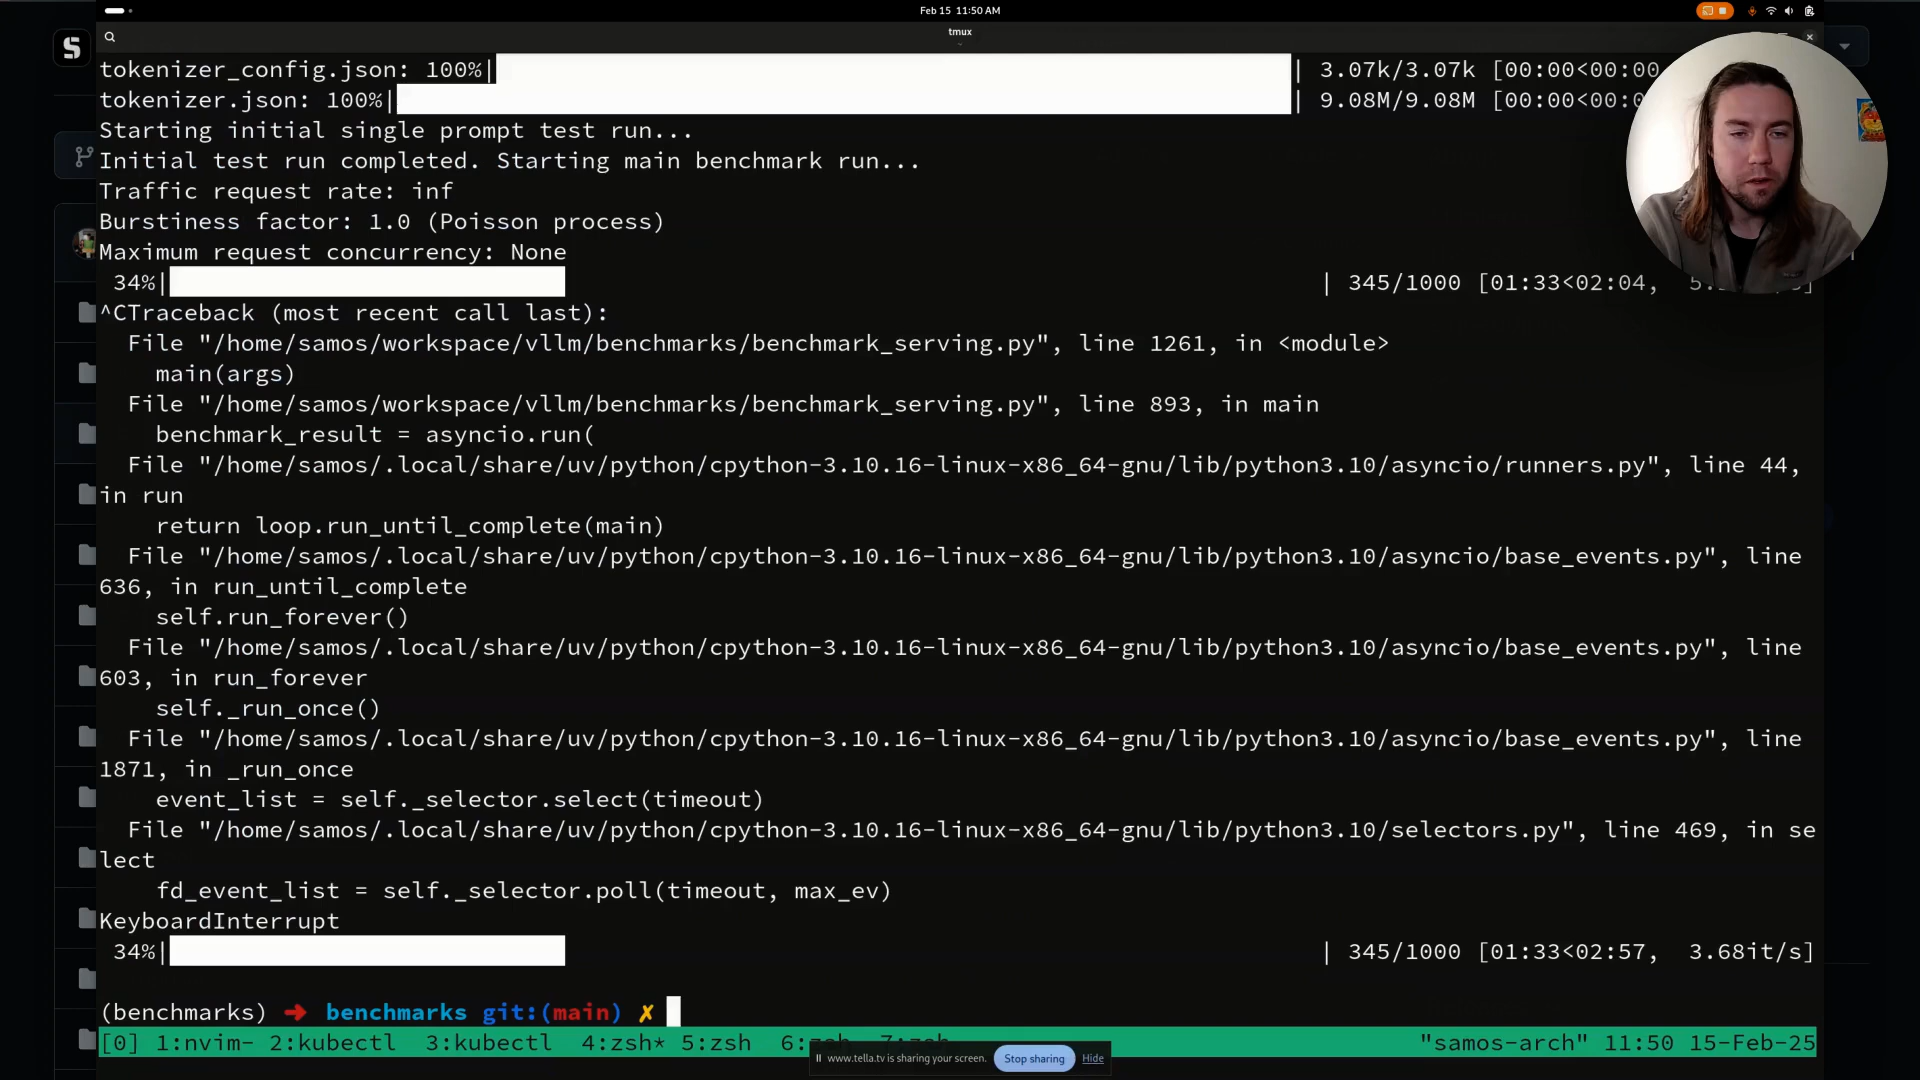 Feb 15 11:50 AM
tmux
tokenizer_config.json: 100%| | 3.07k/3.07k [00:00<00:00
tokenizer.json: 100%| | 9.08M/9.08M [00:00<00:0
Starting initial single prompt test run...
Initial test run completed. Starting main benchmark run...
Traffic request rate: inf
Burstiness factor: 1.0 (Poisson process)
Maximum request concurrency: None
34%| | 345/1000 [01:33<02:04,
^CTraceback (most recent call last):
File "/home/samos/workspace/vllm/benchmarks/benchmark_serving.py", line 1261, in <module>
main(args)
File "/home/samos/workspace/vllm/benchmarks/benchmark_serving.py", line 893, in main
benchmark_result = asyncio.run(
File "/home/samos/.local/share/uv/python/cpython-3.10.16-linux-x86_64-gnu/lib/python3.10/asyncio/runners.py", line 44,
in run
return loop.run_until_complete(main)
File "/home/samos/.local/share/uv/python/cpython-3.10.16-linux-x86_64-gnu/lib/python3.10/asyncio/base_events.py", line
636, in run_until_complete
self.run_forever()
File "/home/samos/.local/share/uv/python/cpython-3.10.16-linux-x86_64-gnu/lib/python3.10/asyncio/base_events.py", line
603, in run_forever
self._run_once()
File "/home/samos/.local/share/uv/python/cpython-3.10.16-linux-x86_64-gnu/lib/python3.10/asyncio/base_events.py", line
1871, in _run_once
event_list = self._selector.select(timeout)
File "/home/samos/.local/share/uv/python/cpython-3.10.16-linux-x86_64-gnu/lib/python3.10/selectors.py", line 469, in se
lect
fd_event_list = self._selector.poll(timeout, max_ev)
KeyboardInterrupt
34%| | 345/1000 [01:33<02:57, 3.68it/s]
(benchmarks) ➜ benchmarks git:(main) ✗
[0] 1:nvim- 2:kubectl 3:kubectl 4:zsh* 5:zsh "samos-arch" 11:50 15-Feb-25
www.tella.tv is sharing your screen. Stop sharing Hide